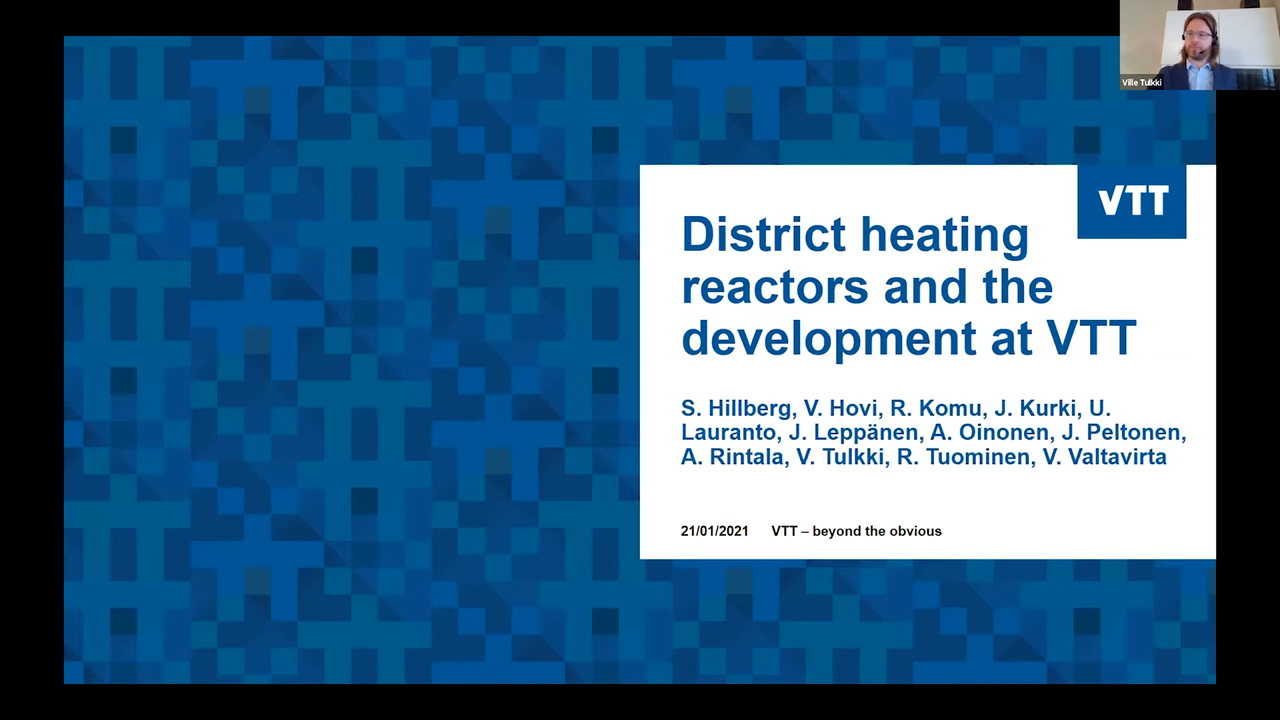 Ville Tulkki
VTT
District heating
reactors and the
development at VTT
S. Hillberg, V. Hovi, R. Komu, J. Kurki, U.
Lauranto, J. Leppänen, A. Oinonen, J. Peltonen,
A. Rintala, V. Tulkki, R. Tuominen, V. Valtavirta
21/01/2021 VTT – beyond the obvious